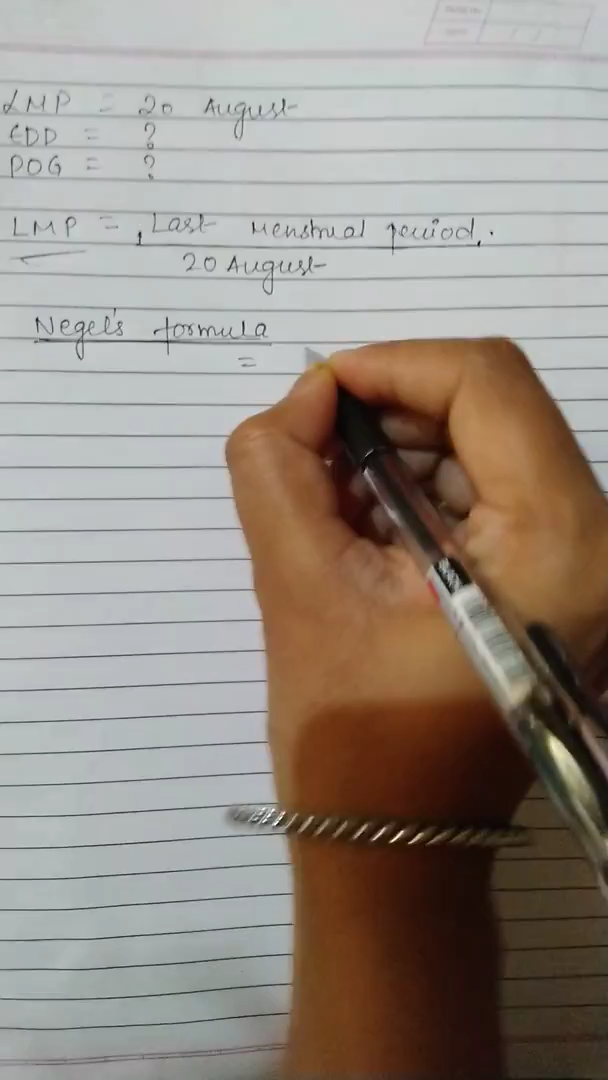 LMP = 20 August
EDD = ?
POG = ?
LMP = Last Menstrual period.
20 August
Negel's formula
=